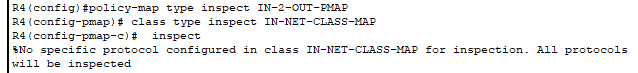 R4(config)#policy-map type inspect IN-2-OUT-PMAP
R4(config-pmap)# class type inspect IN-NET-CLASS-MAP
R4(config-pmap-c)#  inspect
%No specific protocol configured in class IN-NET-CLASS-MAP for inspection. All protocols
will be inspected